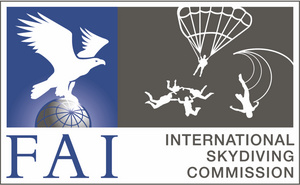 FAI
INTERNATIONAL
SKYDIVING
COMMISSION